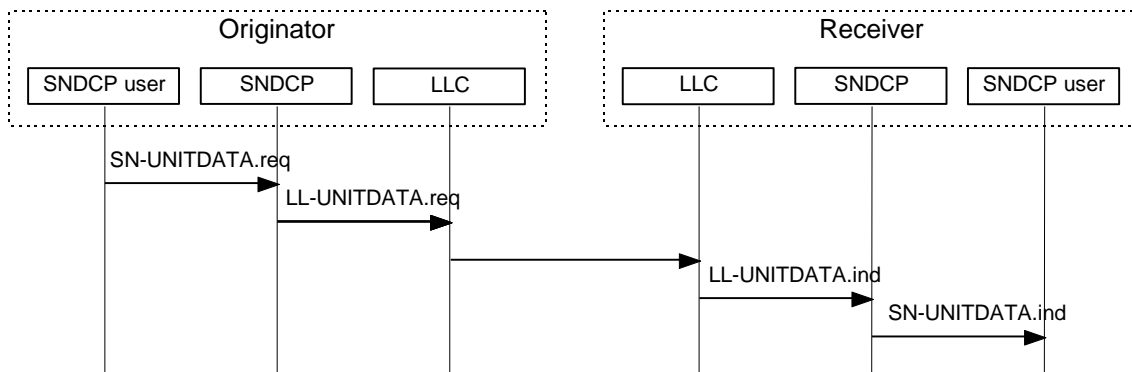 Originator
Receiver
SNDCP user
SNDCP
LLC
LLC
SNDCP
SNDCP user
SN-UNITDATA.req
LL-UNITDATA.req
LL-UNITDATA.ind
SN-UNITDATA.ind